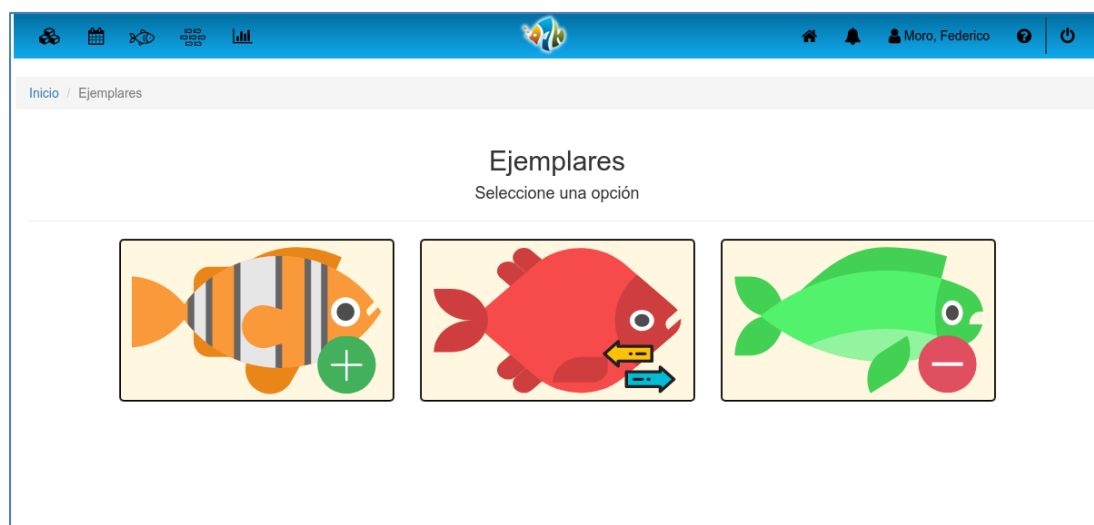 Moro, Federico
Inicio / Ejemplares
Ejemplares
Seleccione una opción